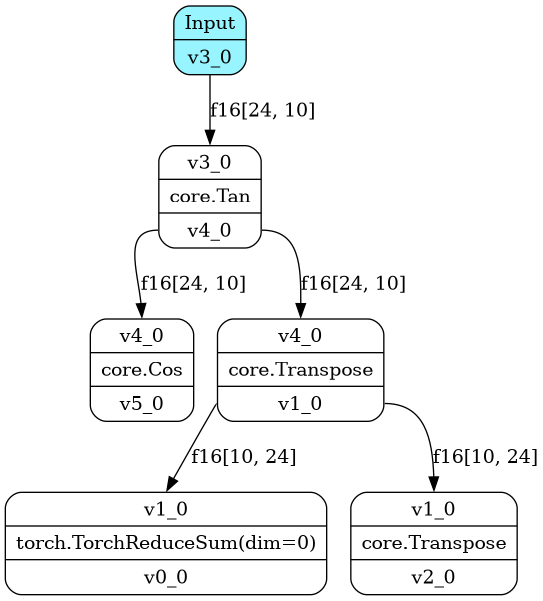 Input
v3_0
f16[24, 10]
v3_0
core.Tan
v4_0
f16[24, 10]
f16[24, 10]
v4_0
core.Cos
v5_0
v4_0
core.Transpose
v1_0
f16[10, 24]
f16[10, 24]
v1_0
torch.TorchReduceSum(dim=0)
v0_0
v1_0
core.Transpose
v2_0